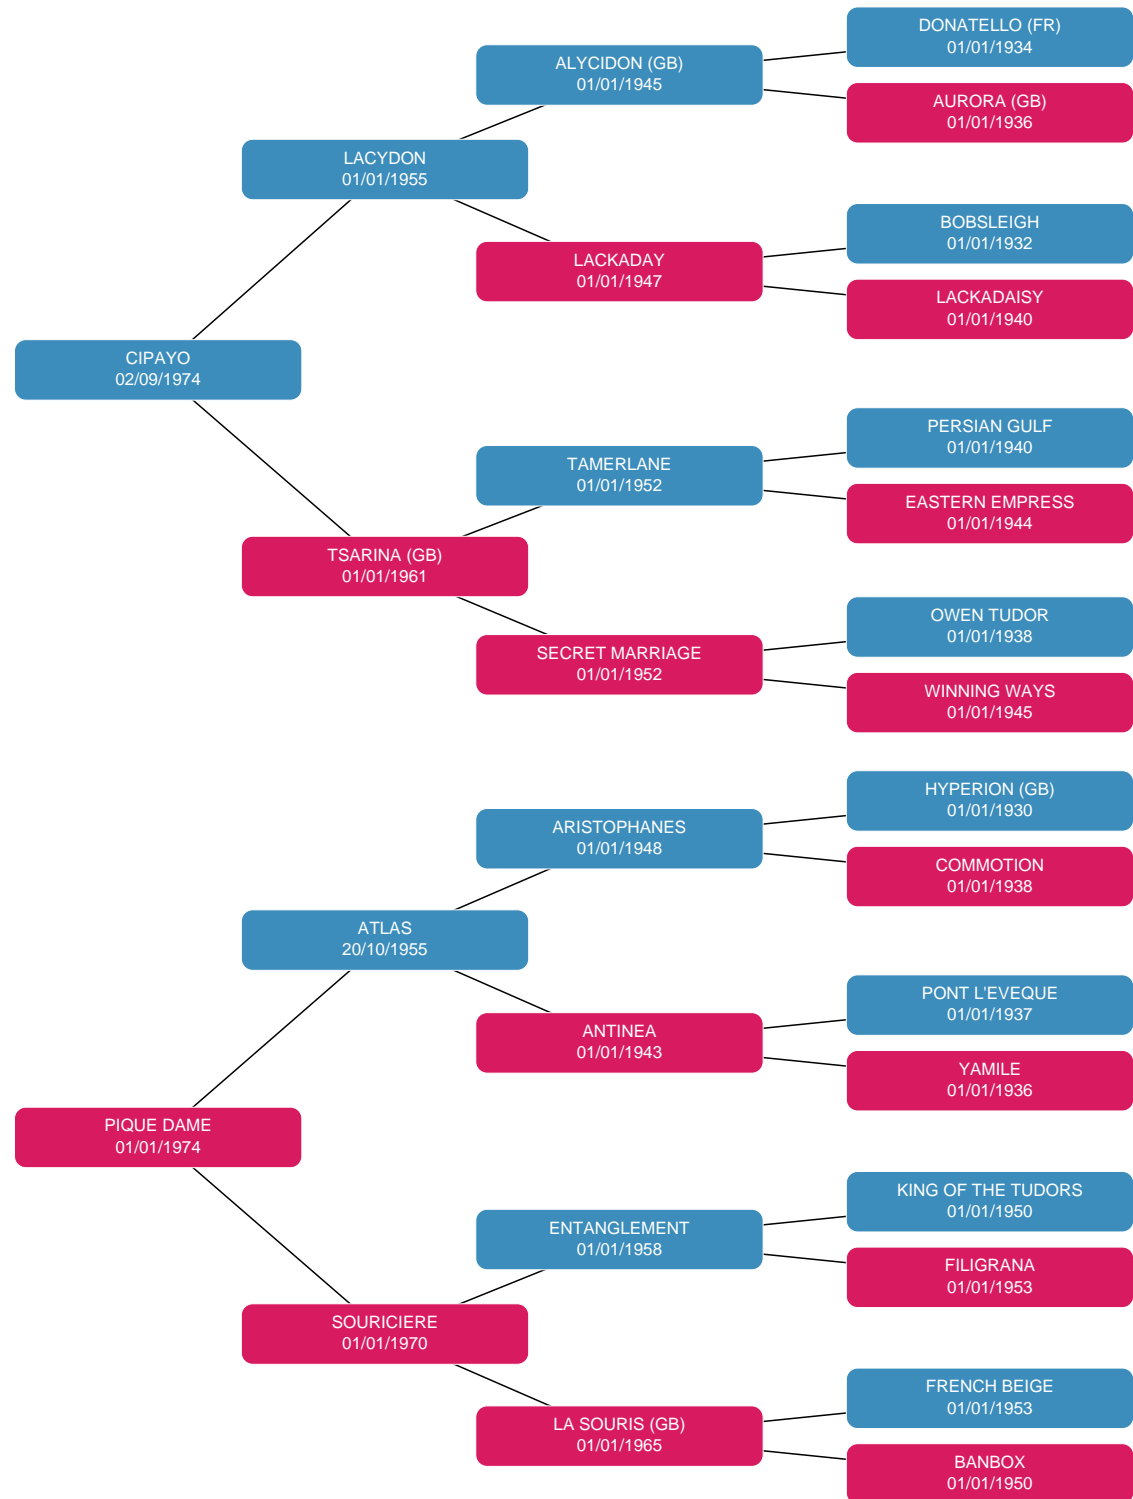 DONATELLO (FR)
01/01/1934
ALYCIDON (GB)
01/01/1945
AURORA (GB)
01/01/1936
LACYDON
01/01/1955
BOBSLEIGH
01/01/1932
LACKADAY
01/01/1947
LACKADAISY
01/01/1940
CIPAYO
02/09/1974
PERSIAN GULF
01/01/1940
TAMERLANE
01/01/1952
EASTERN EMPRESS
01/01/1944
TSARINA (GB)
01/01/1961
OWEN TUDOR
01/01/1938
SECRET MARRIAGE
01/01/1952
WINNING WAYS
01/01/1945
HYPERION (GB)
01/01/1930
ARISTOPHANES
01/01/1948
COMMOTION
01/01/1938
ATLAS
20/10/1955
PONT L'EVEQUE
01/01/1937
ANTINEA
01/01/1943
YAMILE
01/01/1936
PIQUE DAME
01/01/1974
KING OF THE TUDORS
01/01/1950
ENTANGLEMENT
01/01/1958
FILIGRANA
01/01/1953
SOURICIERE
01/01/1970
FRENCH BEIGE
01/01/1953
LA SOURIS (GB)
01/01/1965
BANBOX
01/01/1950